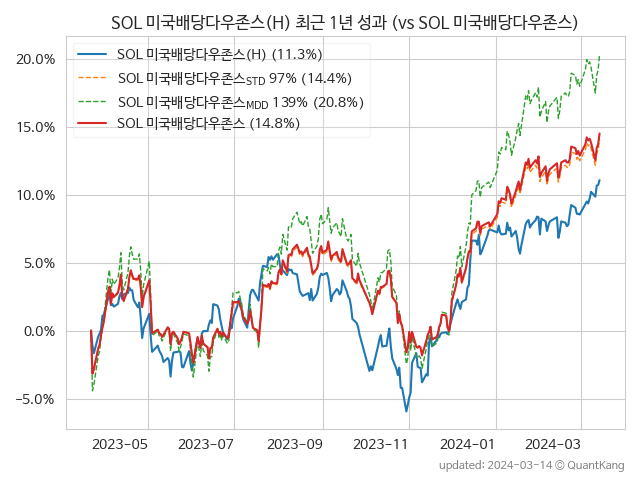 SOL 미국배당다우존스(H) 최근 1년 성과 (vs SOL 미국배당다우존스)
SOL 미국배당다우존스(H) (11.3%)
SOL 미국배당다우존스STD 97% (14.4%)
SOL 미국배당다우존스MDD 139% (20.8%)
SOL 미국배당다우존스 (14.8%)
20.0%
15.0%
10.0%
5.0%
0.0%
−5.0%
2023-05 2023-07 2023-09 2023-11 2024-01 2024-03
updated: 2024-03-14 © QuantKang